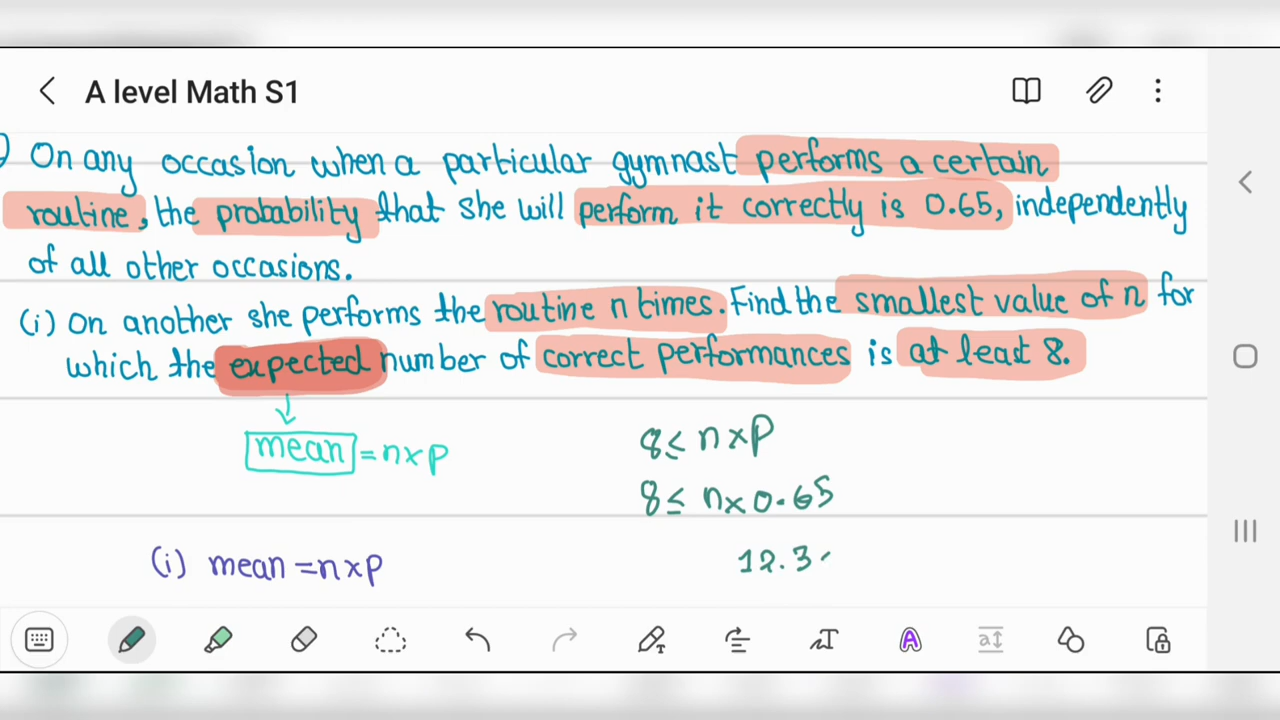 A level Math S1
On any occasion when a particular gymnast performs a certain
routine, the probability that she will perform it correctly is 0.65, independently
of all other occasions.
(i) On another she performs the routine n times. Find the smallest value of n for
which the expected number of correct performances is at least 8.
mean = n×p
8 ≤ n×p
8 ≤ n×0.65
(i) mean = n×p
12.3